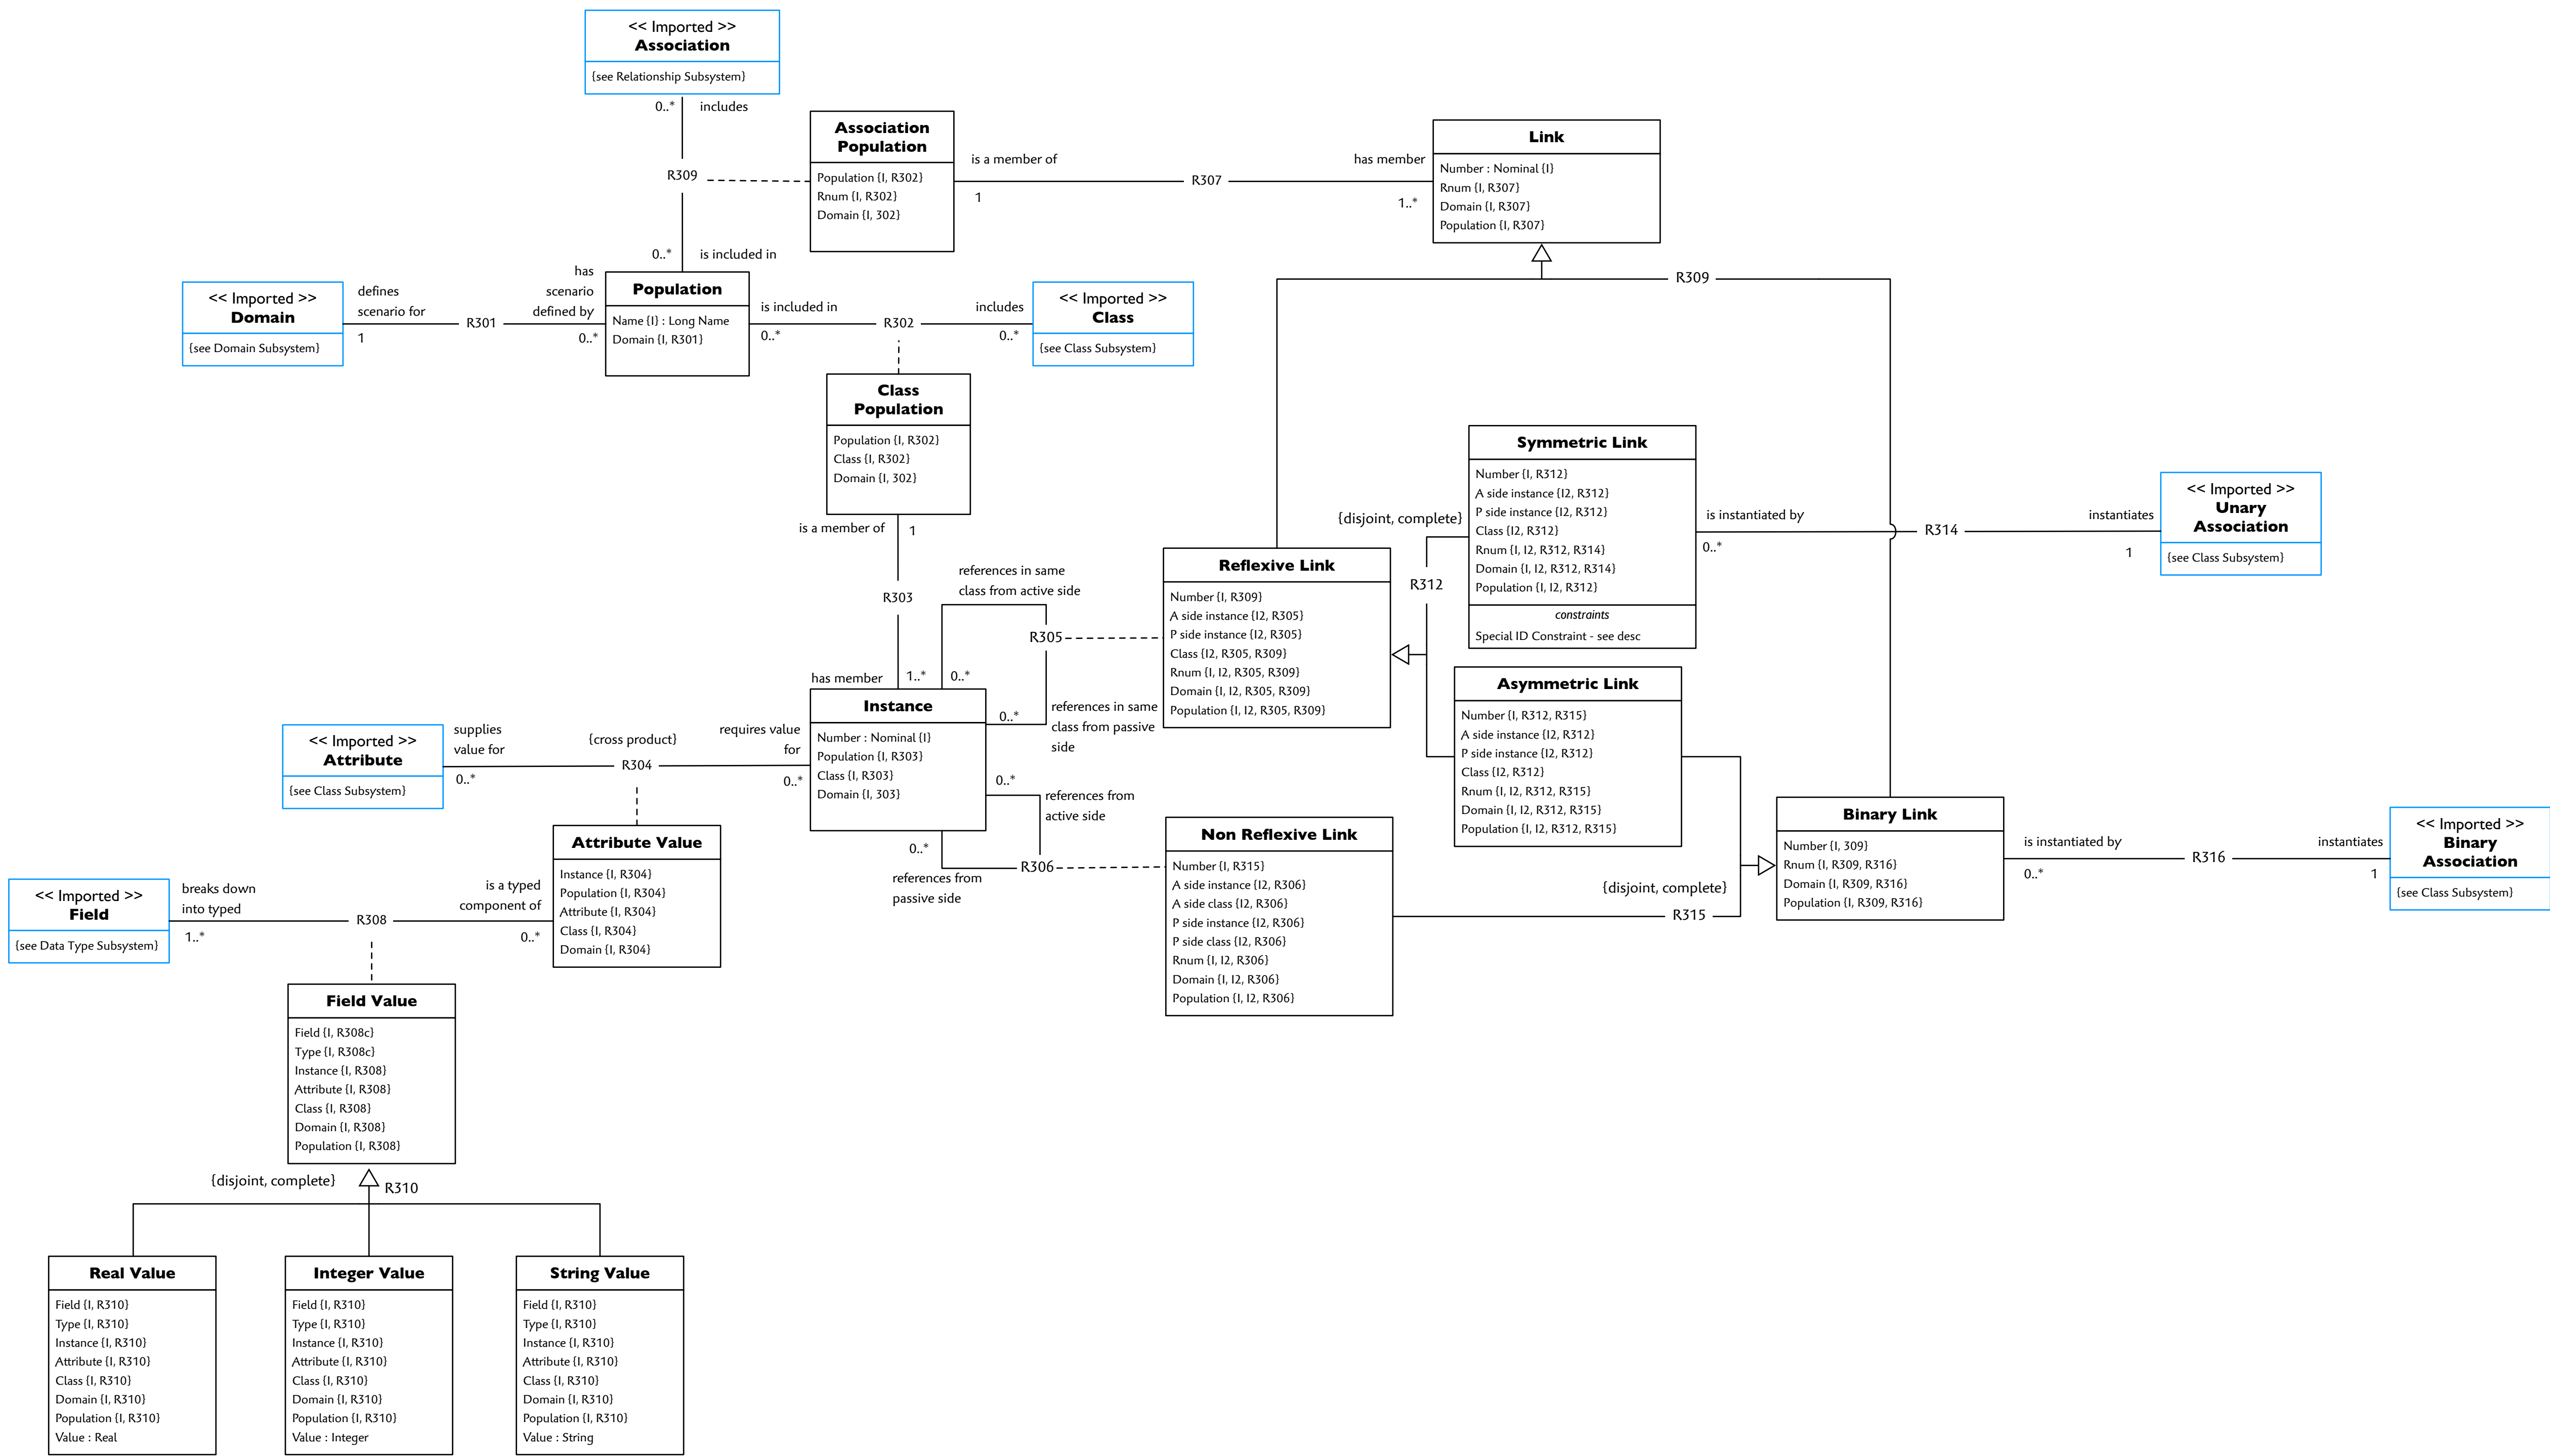 << Imported >>
Association
{see Relationship Subsystem}
0..*
includes
R309
0..*
is included in
Association
Population
Population {I, R302}
Rnum {I, R302}
Domain {I, 302}
is a member of
1
R307
has member
1..*
Link
Number : Nominal {I}
Rnum {I, R307}
Domain {I, R307}
Population {I, R307}
R309
<< Imported >>
Domain
{see Domain Subsystem}
defines
scenario for
1
R301
has
scenario
defined by
0..*
Population
Name {I} : Long Name
Domain {I, R301}
is included in
0..*
R302
includes
0..*
<< Imported >>
Class
{see Class Subsystem}
Class
Population
Population {I, R302}
Class {I, R302}
Domain {I, 302}
is a member of
1
R303
has member
1..*
references in same
class from active side
0..*
R305
0..*
references in same
class from passive
side
Reflexive Link
Number {I, R309}
A side instance {I2, R305}
P side instance {I2, R305}
Class {I2, R305, R309}
Rnum {I, I2, R305, R309}
Domain {I, I2, R305, R309}
Population {I, I2, R305, R309}
{disjoint, complete}
R312
Symmetric Link
Number {I, R312}
A side instance {I2, R312}
P side instance {I2, R312}
Class {I2, R312}
Rnum {I, I2, R312, R314}
Domain {I, I2, R312, R314}
Population {I, I2, R312}
constraints
Special ID Constraint - see desc
is instantiated by
0..*
R314
instantiates
1
<< Imported >>
Unary
Association
{see Class Subsystem}
Asymmetric Link
Number {I, R312, R315}
A side instance {I2, R312}
P side instance {I2, R312}
Class {I2, R312}
Rnum {I, I2, R312, R315}
Domain {I, I2, R312, R315}
Population {I, I2, R312, R315}
<< Imported >>
Attribute
{see Class Subsystem}
supplies
value for
0..*
{cross product}
R304
requires value
for
0..*
Instance
Number : Nominal {I}
Population {I, R303}
Class {I, R303}
Domain {I, 303}
0..*
references from
active side
0..*
R306
references from
passive side
Non Reflexive Link
Number {I, R315}
A side instance {I2, R306}
A side class {I2, R306}
P side instance {I2, R306}
P side class {I2, R306}
Rnum {I, I2, R306}
Domain {I, I2, R306}
Population {I, I2, R306}
{disjoint, complete}
R315
Binary Link
Number {I, 309}
Rnum {I, R309, R316}
Domain {I, R309, R316}
Population {I, R309, R316}
is instantiated by
0..*
R316
instantiates
1
<< Imported >>
Binary
Association
{see Class Subsystem}
Attribute Value
Instance {I, R304}
Population {I, R304}
Attribute {I, R304}
Class {I, R304}
Domain {I, R304}
<< Imported >>
Field
{see Data Type Subsystem}
breaks down
into typed
1..*
R308
is a typed
component of
0..*
Field Value
Field {I, R308c}
Type {I, R308c}
Instance {I, R308}
Attribute {I, R308}
Class {I, R308}
Domain {I, R308}
Population {I, R308}
{disjoint, complete}
R310
Real Value
Field {I, R310}
Type {I, R310}
Instance {I, R310}
Attribute {I, R310}
Class {I, R310}
Domain {I, R310}
Population {I, R310}
Value : Real
Integer Value
Field {I, R310}
Type {I, R310}
Instance {I, R310}
Attribute {I, R310}
Class {I, R310}
Domain {I, R310}
Population {I, R310}
Value : Integer
String Value
Field {I, R310}
Type {I, R310}
Instance {I, R310}
Attribute {I, R310}
Class {I, R310}
Domain {I, R310}
Population {I, R310}
Value : String